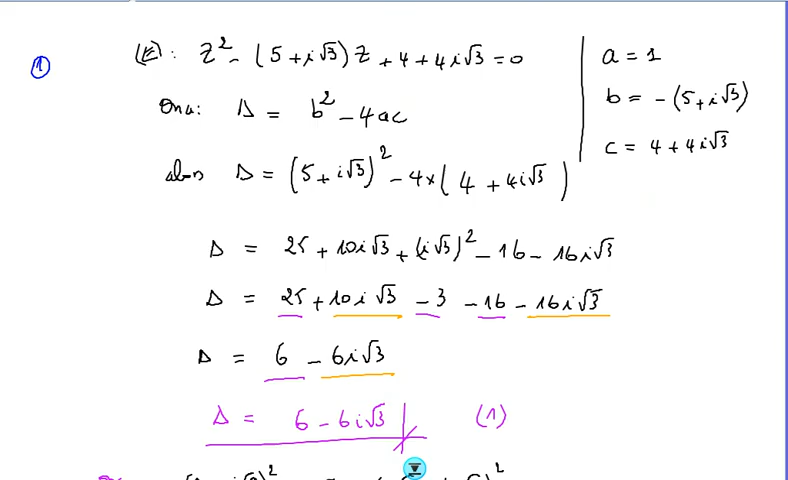 ① (E): z² - (5 + i√3) z + 4 + 4i√3 = 0
a = 1
b = - (5 + i√3)
c = 4 + 4i√3
On a: Δ = b² - 4ac
alors Δ = (5 + i√3)² - 4 × (4 + 4i√3)
Δ = 25 + 10i√3 + (i√3)² - 16 - 16i√3
Δ = 25 + 10i√3 - 3 - 16 - 16i√3
Δ = 6 - 6i√3
Δ = 6 - 6i√3 (1)